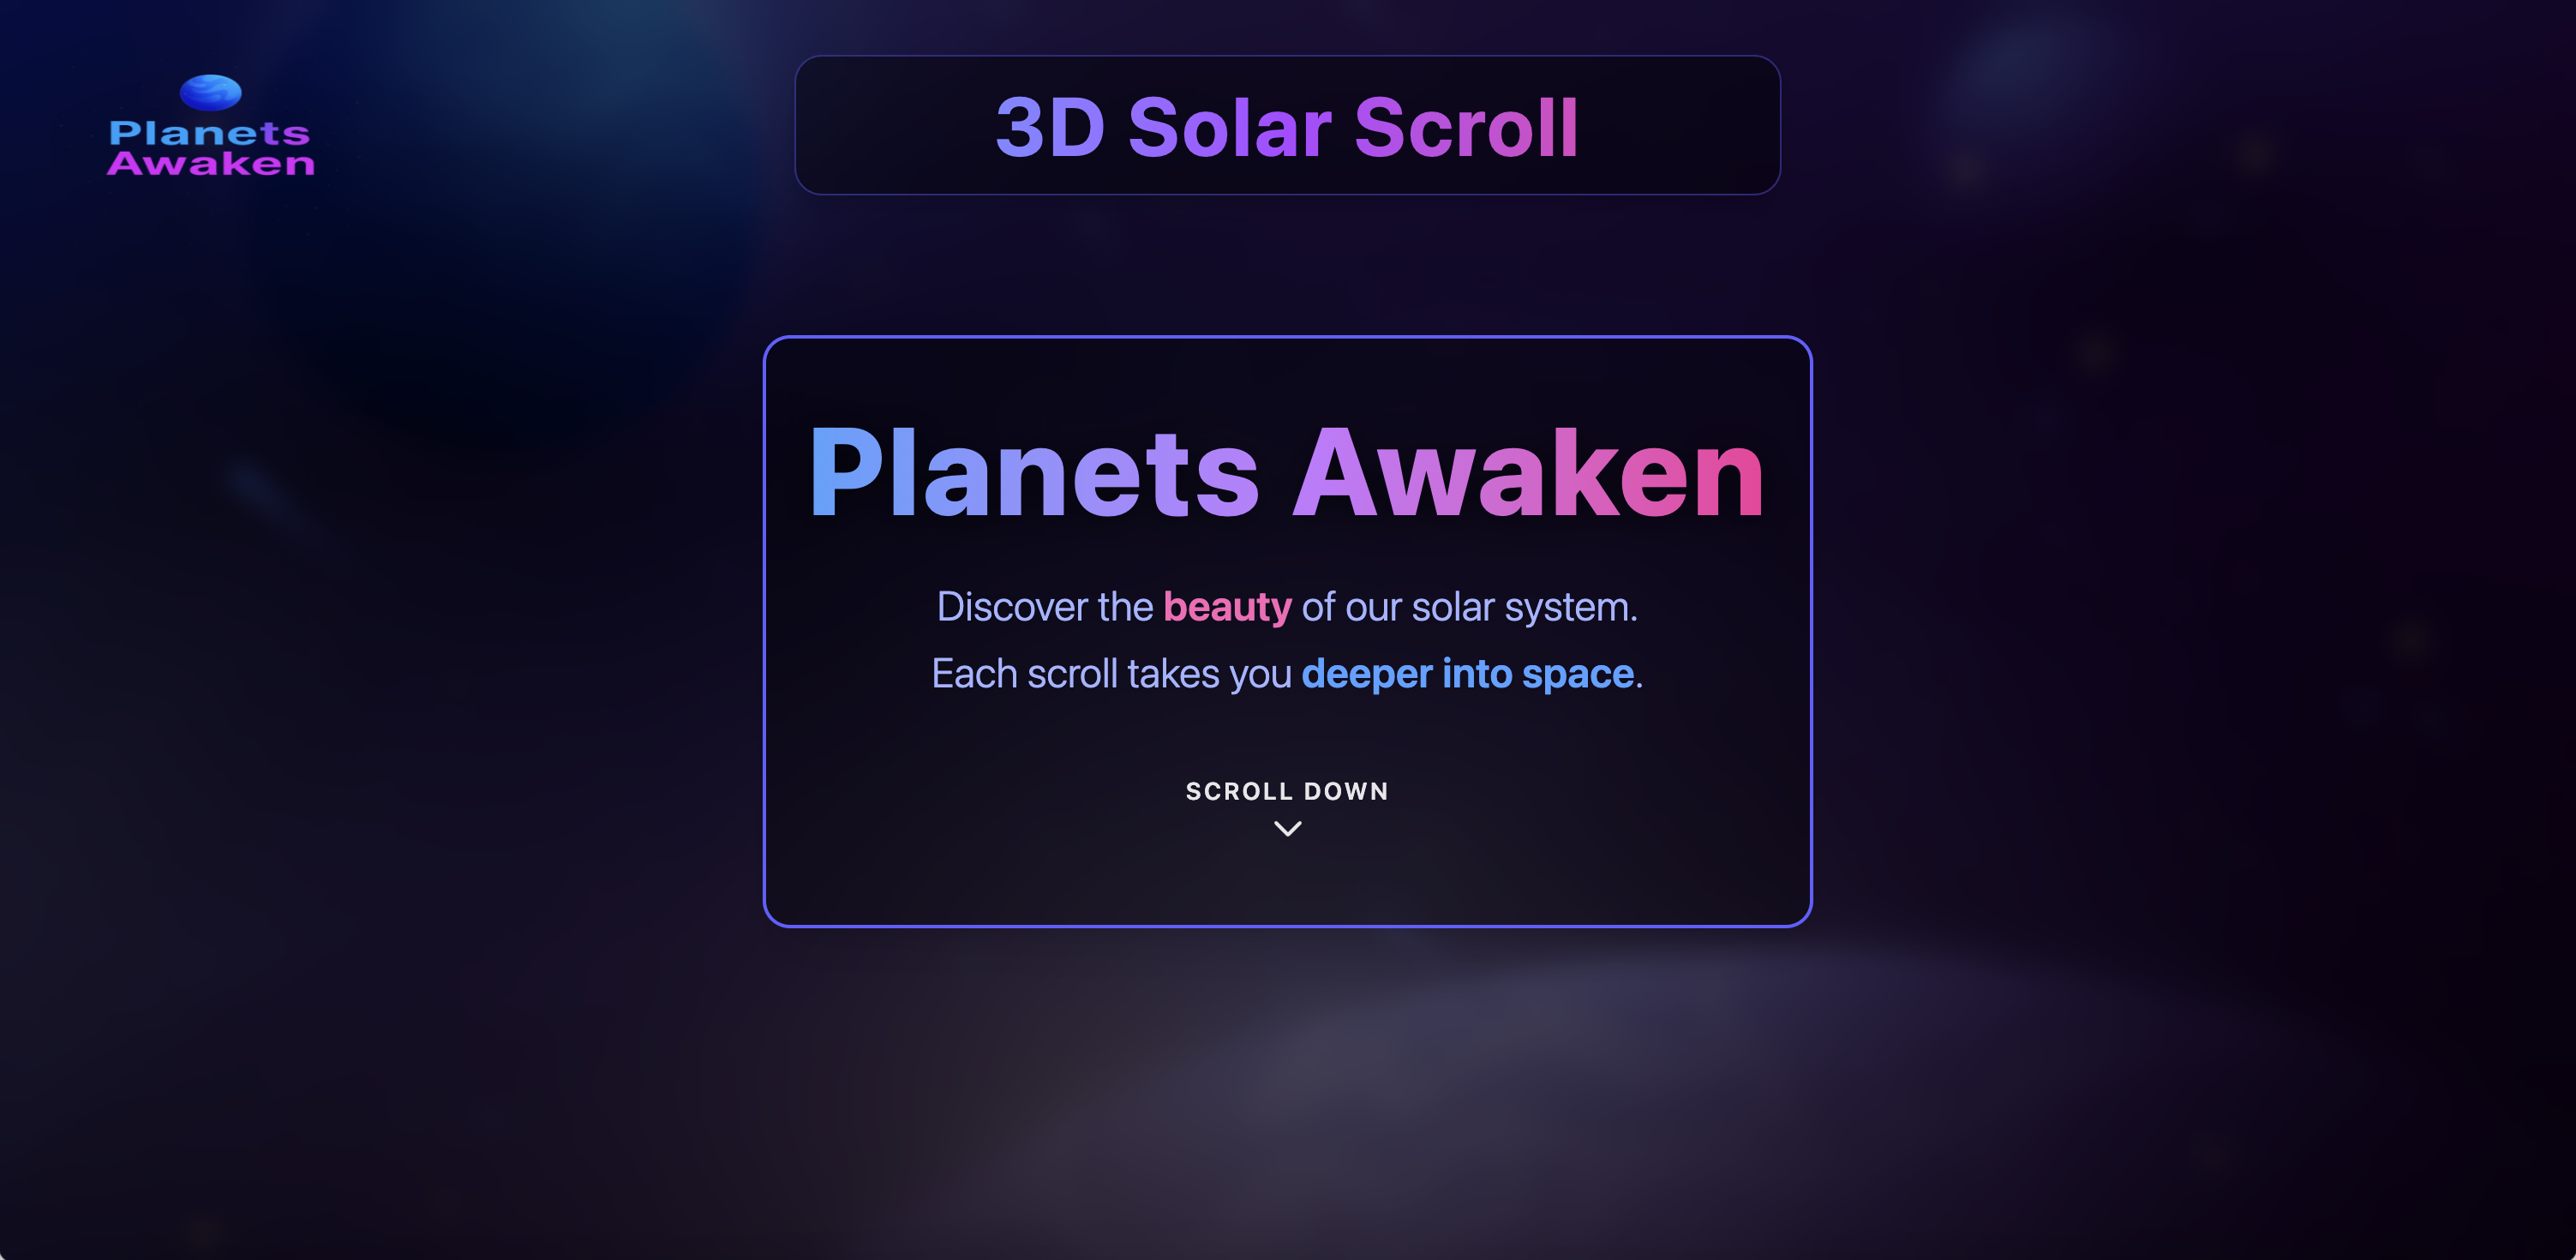 Planets
Awaken
3D Solar Scroll
Planets Awaken
Discover the beauty of our solar system.
Each scroll takes you deeper into space.
SCROLL DOWN